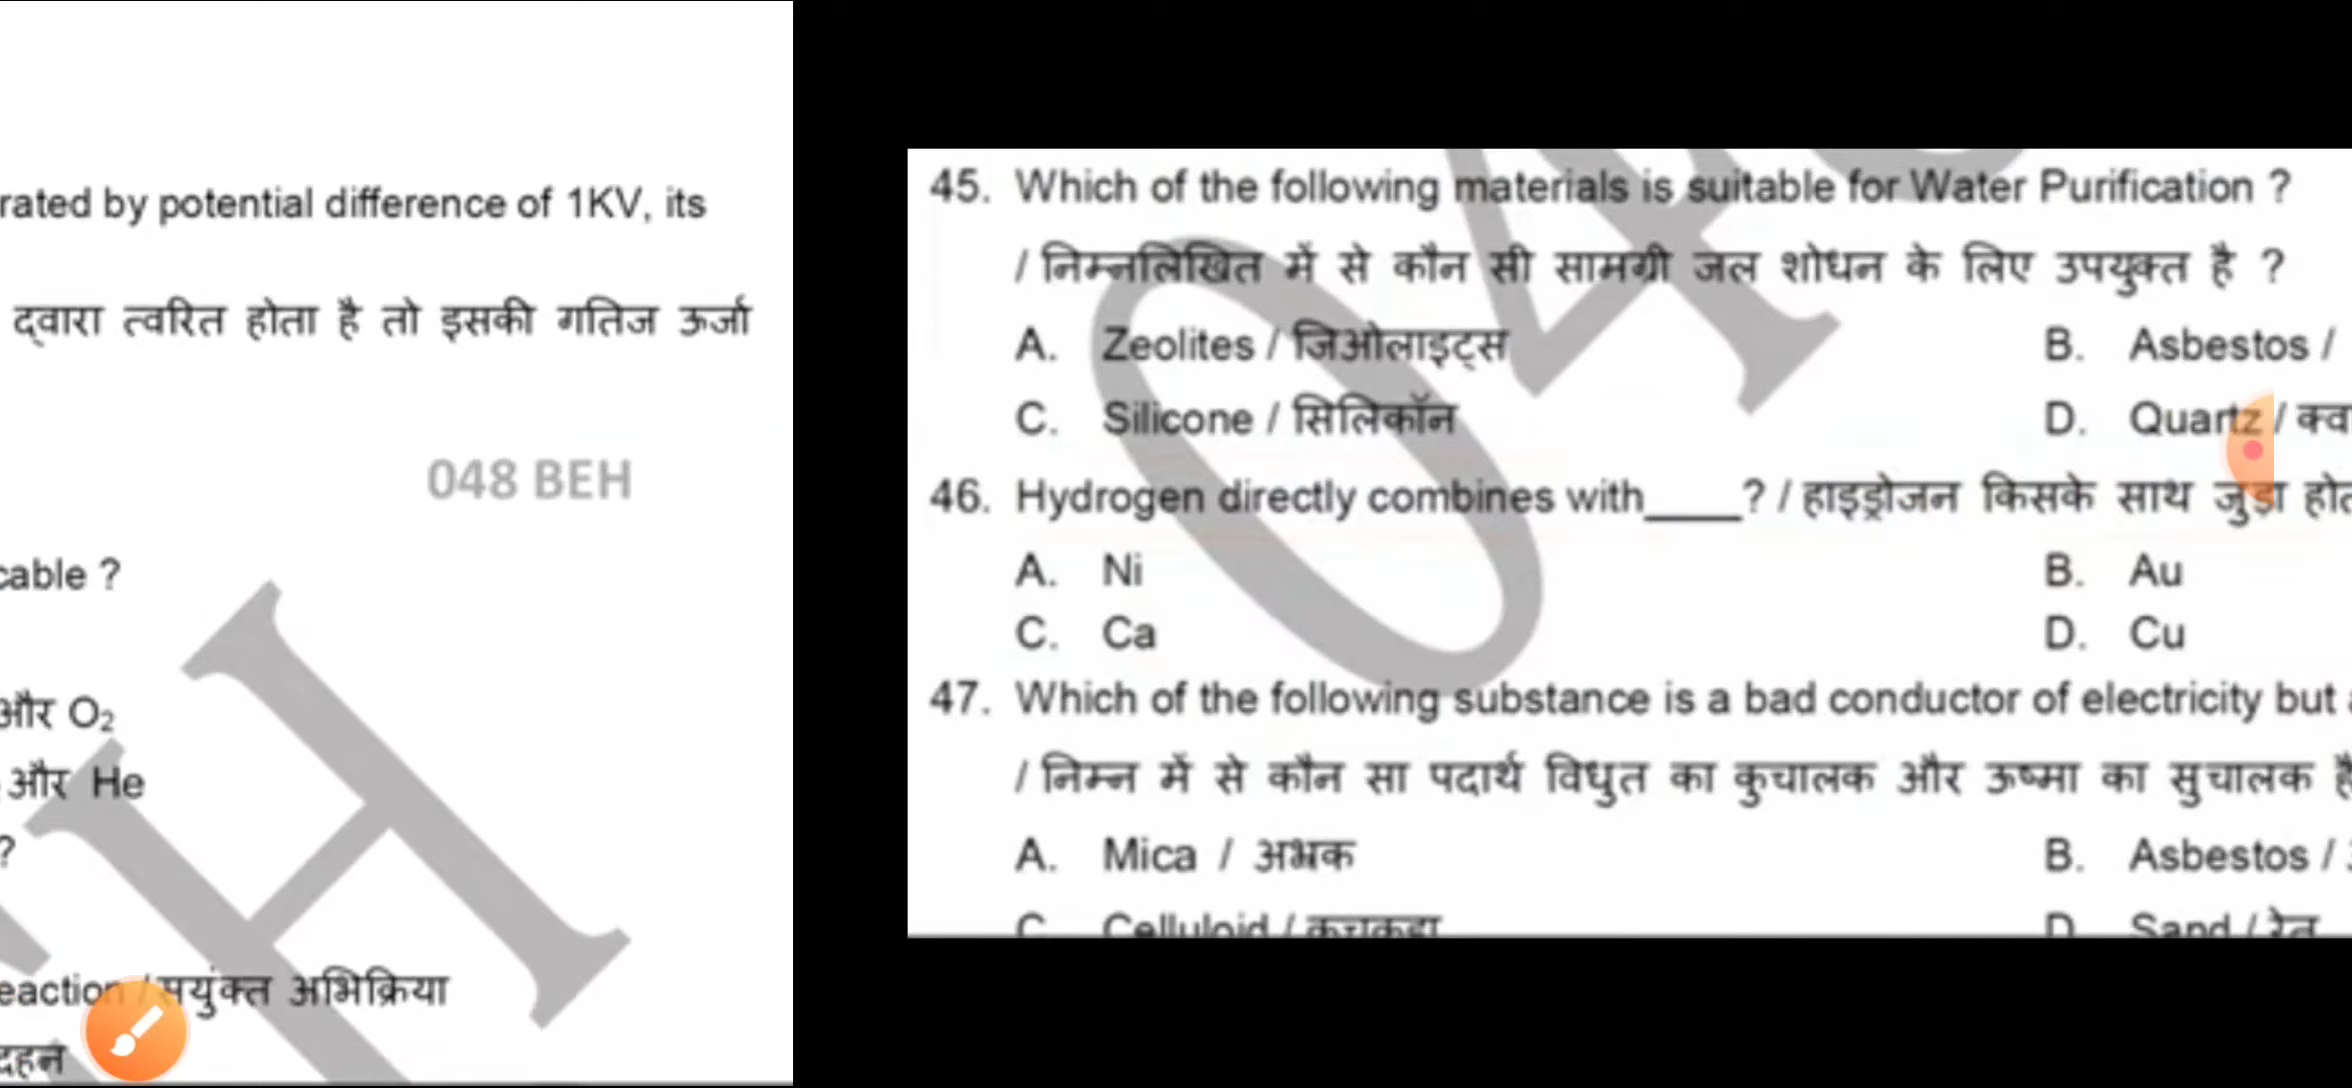 rated by potential difference of 1KV, its
द्वारा त्वरित होता है तो इसकी गतिज ऊर्जा
048 BEH
cable ?
और O₂
और He
?
eaction / सयुंक्त अभिक्रिया
दहन
45. Which of the following materials is suitable for Water Purification ?
/ निम्नलिखित में से कौन सी सामग्री जल शोधन के लिए उपयुक्त है ?
A. Zeolites / जिओलाइट्स B. Asbestos /
C. Silicone / सिलिकॉन D. Quartz / क्व
46. Hydrogen directly combines with____? / हाइड्रोजन किसके साथ जुड़ा होत
A. Ni B. Au
C. Ca D. Cu
47. Which of the following substance is a bad conductor of electricity but
/ निम्न में से कौन सा पदार्थ विधुत का कुचालक और ऊष्मा का सुचालक है
A. Mica / अभ्रक B. Asbestos /
C Celluloid / कचकड़ा D Sand / रेत